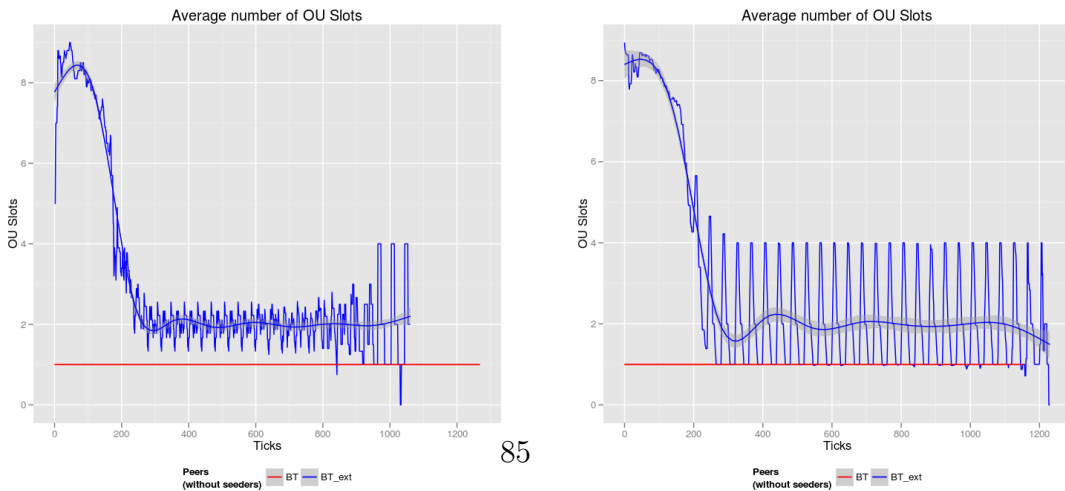 Average number of OU Slots
OU Slots
8
6
4
2
0
0 200 400 600 800 1000 1200
Ticks
Peers
(without seeders)
BT BT_ext
Average number of OU Slots
OU Slots
8
6
4
2
0
0 200 400 600 800 1000 1200
Ticks
Peers
(without seeders)
BT BT_ext
85